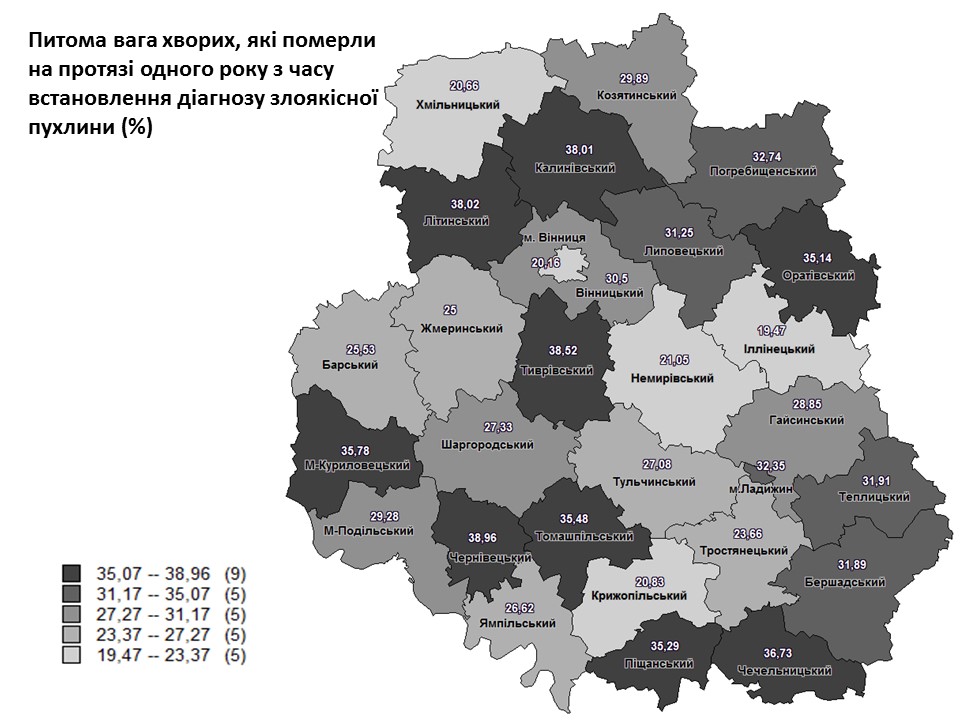 Питома вага хворих, які померли
на протязі одного року з часу
встановлення діагнозу злоякісної
пухлини (%)
20,66
Хмільницький
29,89
Козятинський
38,01
Калинівський
32,74
Погребищенський
38,02
Літинський
м. Вінниця
20,16
30,5
Вінницький
31,25
Липовецький
35,14
Оратівський
25
Жмеринський
19,47
Іллінецький
25,53
Барський
38,52
Тиврівський
21,05
Немирівський
28,85
Гайсинський
27,33
Шаргородський
35,78
М-Куриловецький
27,08
Тульчинський
32,35
м.Ладижин
31,91
Теплицький
29,28
М-Подільський
38,96
Чернівецький
35,48
Томашпільський
23,66
Тростянецький
31,89
Бершадський
20,83
Крижопільський
26,62
Ямпільський
35,29
Піщанський
36,73
Чечельницький
35,07 -- 38,96 (9)
31,17 -- 35,07 (5)
27,27 -- 31,17 (5)
23,37 -- 27,27 (5)
19,47 -- 23,37 (5)